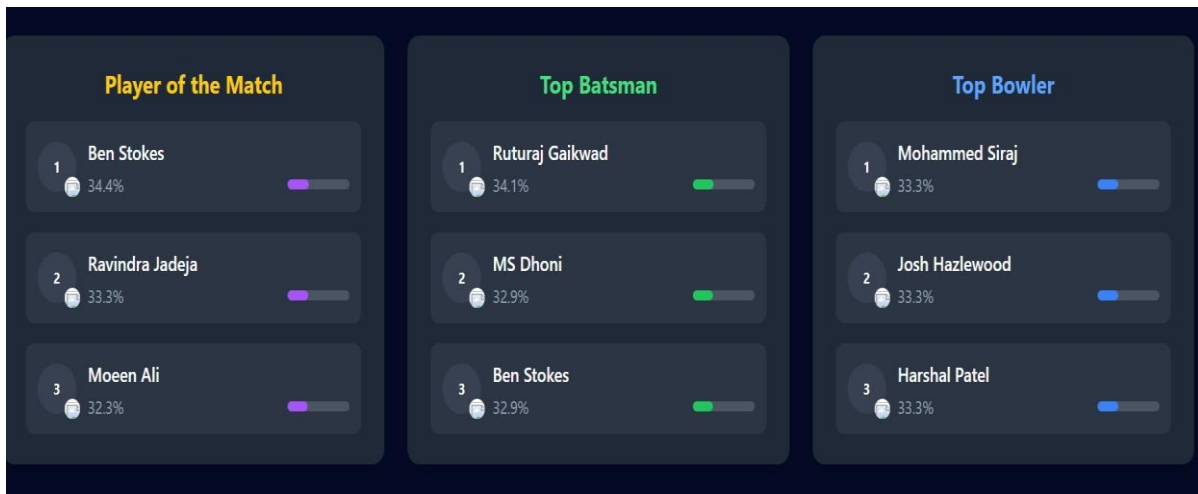 Player of the Match
1
Ben Stokes
34.4%
2
Ravindra Jadeja
33.3%
3
Moeen Ali
32.3%
Top Batsman
1
Ruturaj Gaikwad
34.1%
2
MS Dhoni
32.9%
3
Ben Stokes
32.9%
Top Bowler
1
Mohammed Siraj
33.3%
2
Josh Hazlewood
33.3%
3
Harshal Patel
33.3%